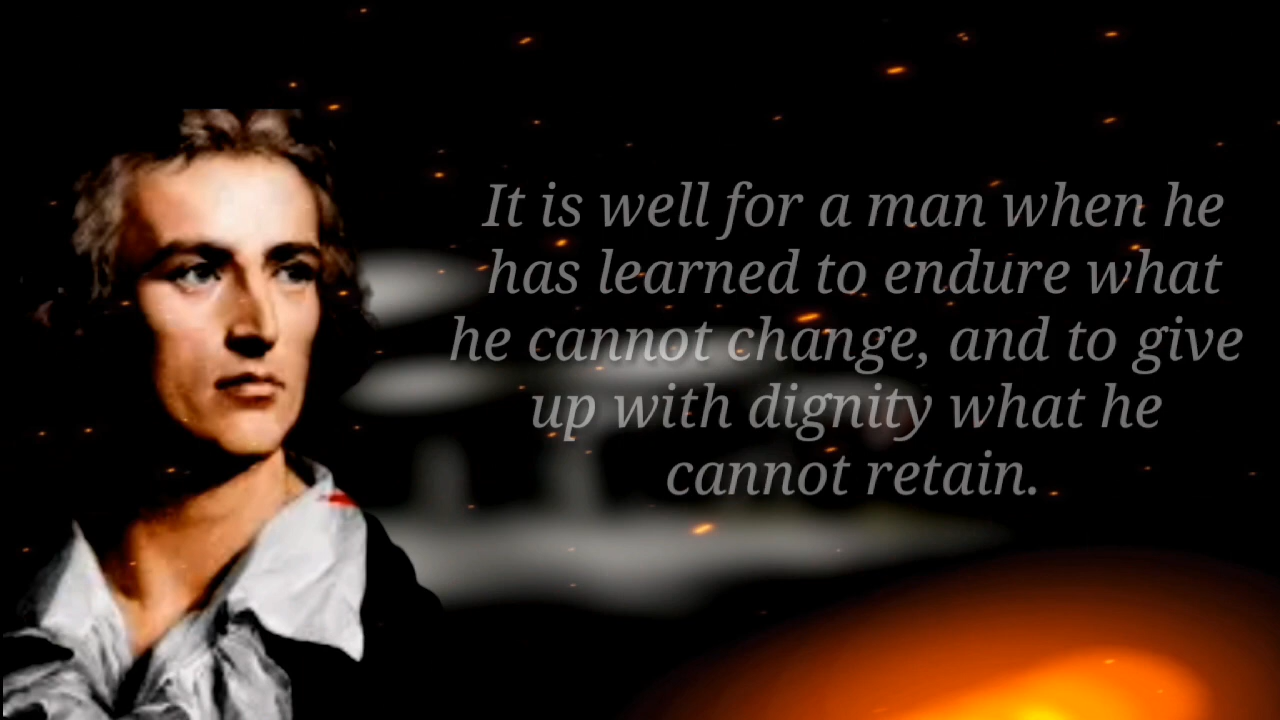 It is well for a man when he
has learned to endure what
he cannot change, and to give
up with dignity what he
cannot retain.